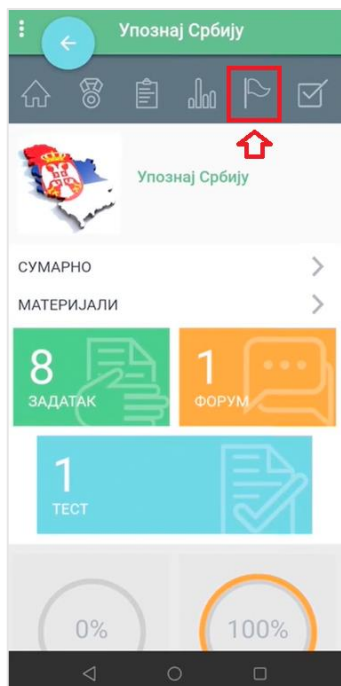 Упознај Србију
Упознај Србију
СУМАРНО
МАТЕРИЈАЛИ
8
ЗАДАТАК
1
ФОРУМ
1
ТЕСТ
0%
100%